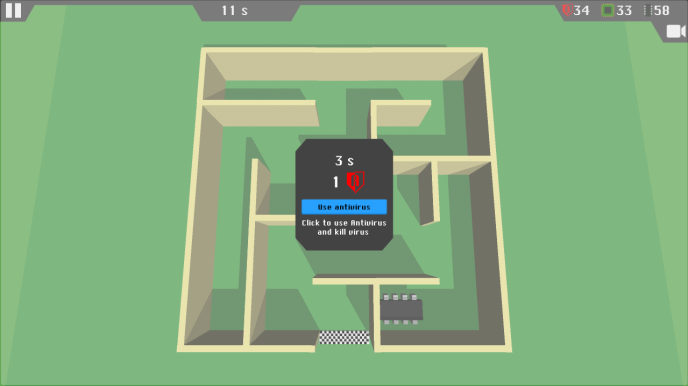 11 s
34
33
58
3 s
1
Use antivirus
Click to use Antivirus
and kill virus